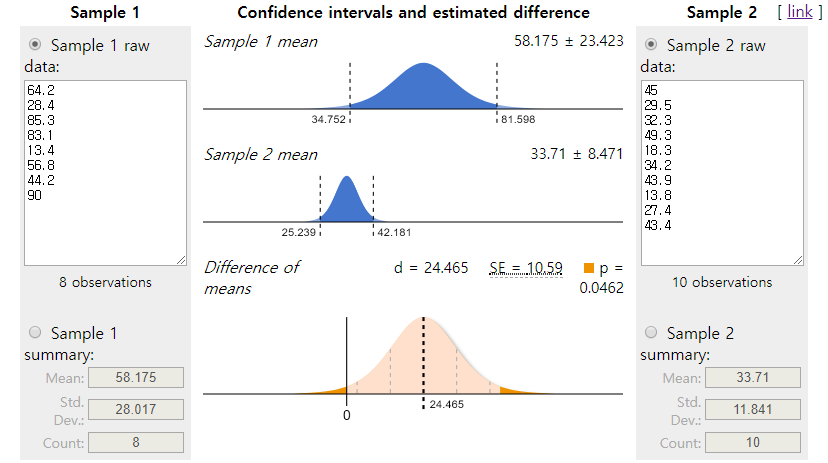 Sample 1
Confidence intervals and estimated difference
Sample 2 [ link ]
Sample 1 raw
data:
64.2
28.4
85.3
83.1
13.4
56.8
44.2
90
8 observations
Sample 1
summary:
Mean: 58.175
Std.
Dev.: 28.017
Count: 8
Sample 1 mean 58.175 ± 23.423
34.752 81.598
Sample 2 mean 33.71 ± 8.471
25.239 42.181
Difference of
means
d = 24.465 SE = 10.59 p =
0.0462
24.465
0
Sample 2 raw
data:
45
29.5
32.3
49.3
18.3
34.2
43.9
13.8
27.4
43.4
10 observations
Sample 2
summary:
Mean: 33.71
Std.
Dev.: 11.841
Count: 10